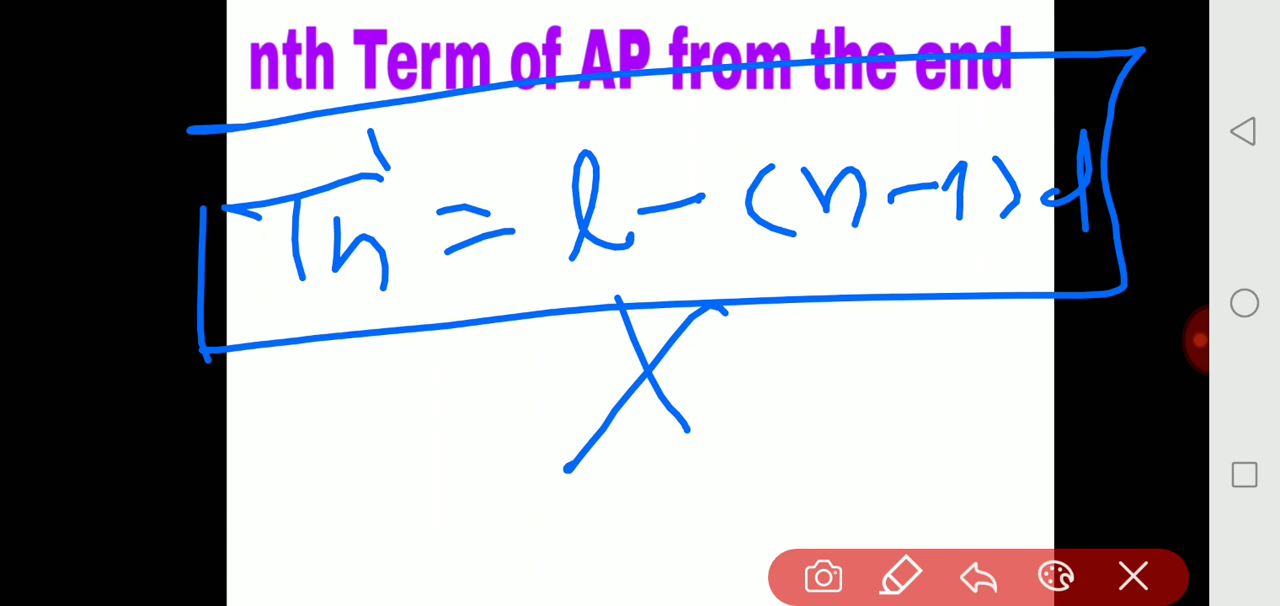 nth Term of AP from the end
Tn' = l - (n-1)d
X